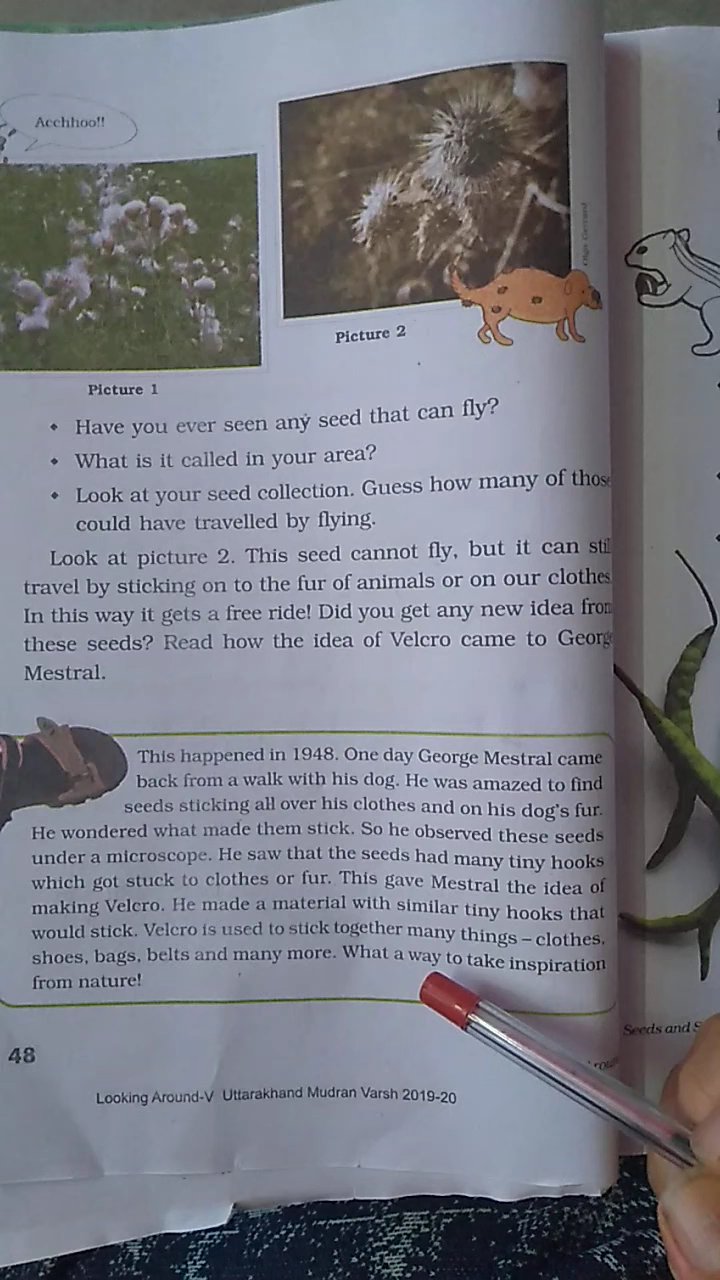 Acchhoo!!
Olga Gerrard
Picture 2
Picture 1
• Have you ever seen any seed that can fly?
• What is it called in your area?
• Look at your seed collection. Guess how many of those
could have travelled by flying.
Look at picture 2. This seed cannot fly, but it can stil
travel by sticking on to the fur of animals or on our clothes
In this way it gets a free ride! Did you get any new idea from
these seeds? Read how the idea of Velcro came to Georg
Mestral.
This happened in 1948. One day George Mestral came
back from a walk with his dog. He was amazed to find
seeds sticking all over his clothes and on his dog's fur.
He wondered what made them stick. So he observed these seeds
under a microscope. He saw that the seeds had many tiny hooks
which got stuck to clothes or fur. This gave Mestral the idea of
making Velcro. He made a material with similar tiny hooks that
would stick. Velcro is used to stick together many things – clothes,
shoes, bags, belts and many more. What a way to take inspiration
from nature!
48
Looking Around-V Uttarakhand Mudran Varsh 2019-20
Seeds and S